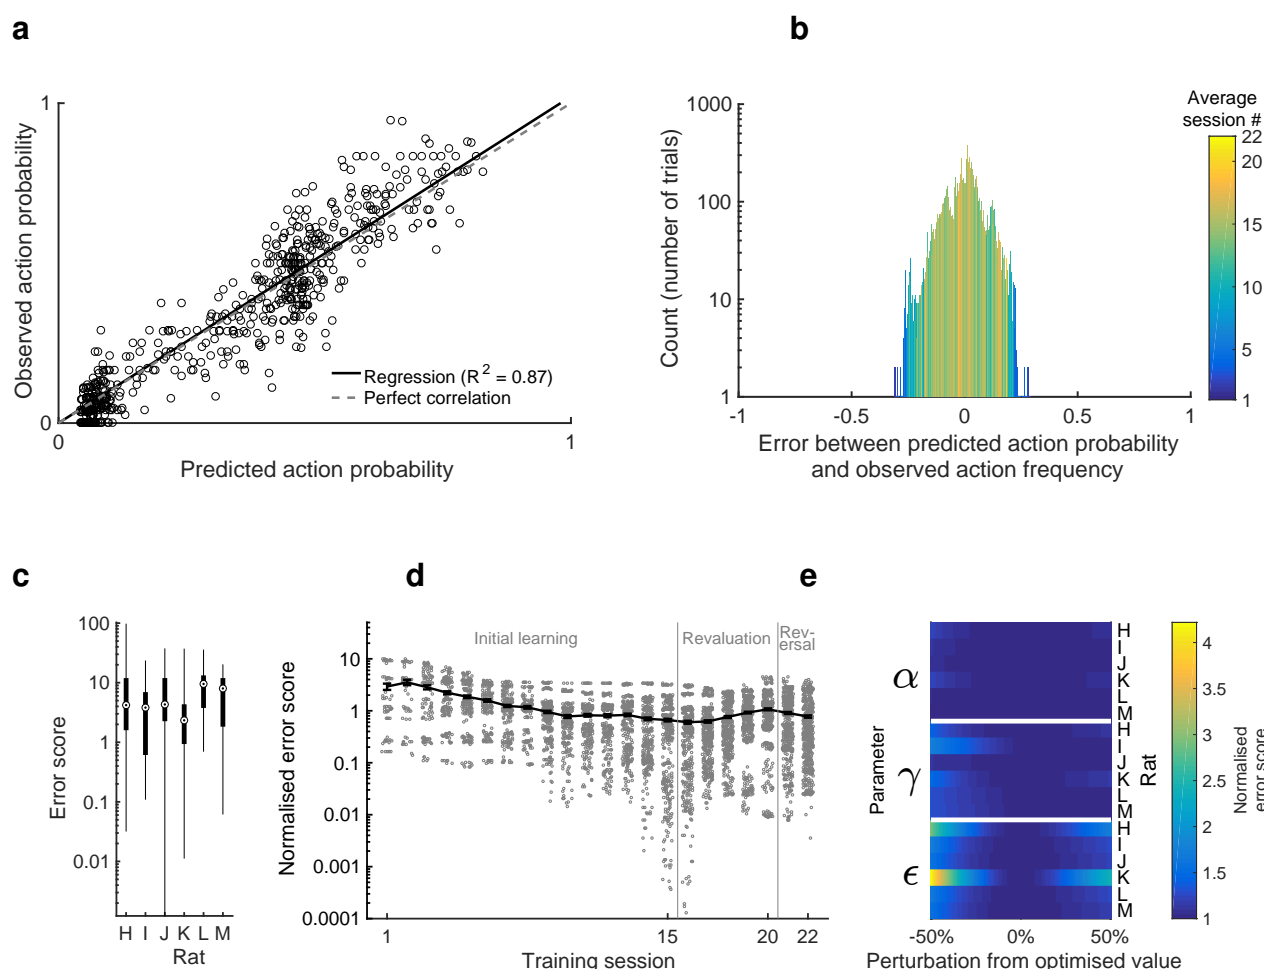 a
Observed action probability
1
0
0
1
Regression (R² = 0.87)
Perfect correlation
Predicted action probability
b
Count (number of trials)
1000
100
10
1
-1
-0.5
0
0.5
1
Error between predicted action probability
and observed action frequency
Average
session #
22
20
15
10
5
1
c
Error score
100
10
1
0.1
0.01
H I J K L M
Rat
d
Normalised error score
10
1
0.1
0.01
0.001
0.0001
Initial learning
Revaluation
Rev-
ersal
1
15
20
22
Training session
e
Parameter
α
γ
ϵ
H
I
J
K
L
M
H
I
J
K
L
M
H
I
J
K
L
M
Rat
-50%
0%
50%
Perturbation from optimised value
4
3.5
3
2.5
2
1.5
1
Normalised
error score